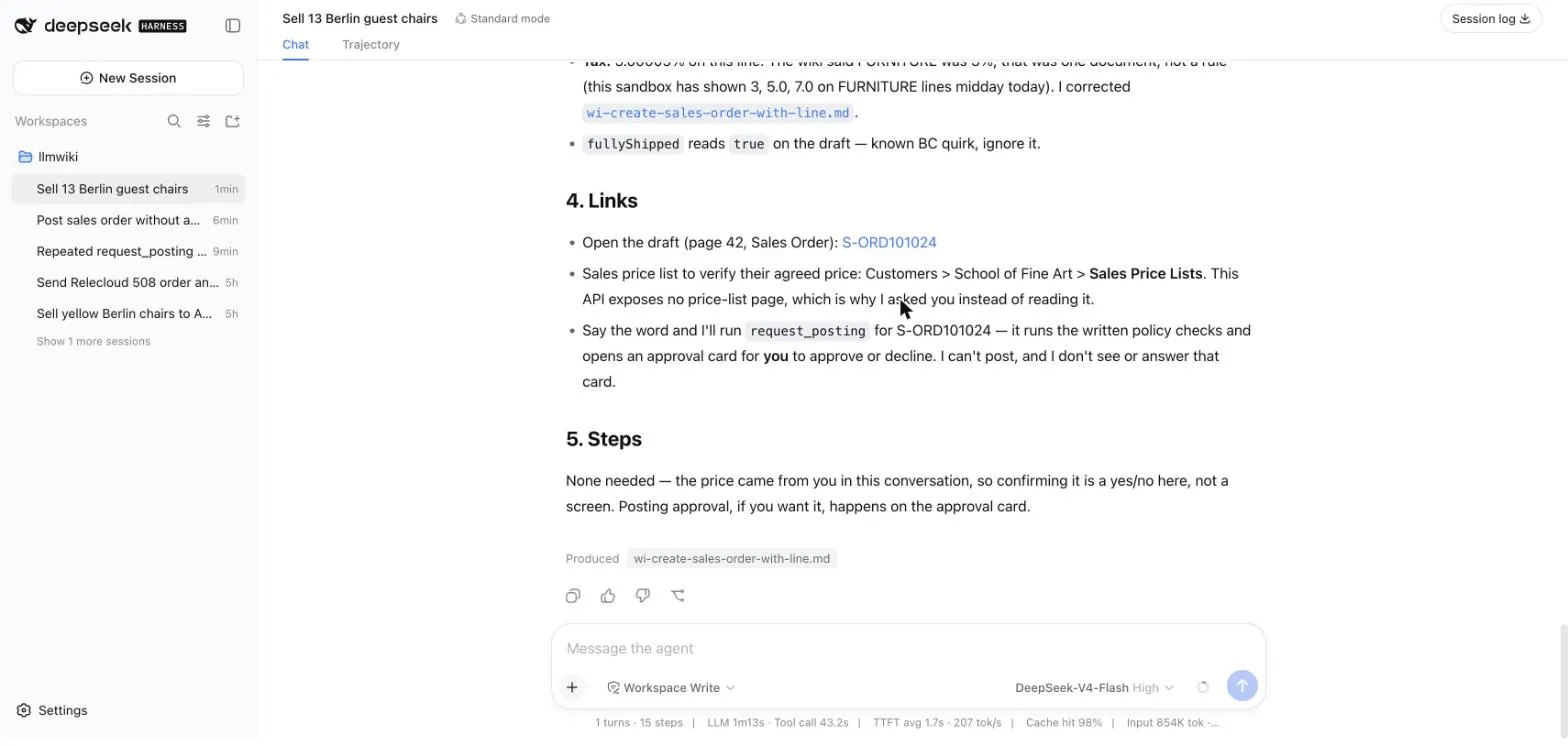 deepseek HARNESS
New Session
Workspaces
llmwiki
Sell 13 Berlin guest chairs 1min
Post sales order without a... 6min
Repeated request_posting ... 9min
Send Relecloud 508 order an... 5h
Sell yellow Berlin chairs to A... 5h
Show 1 more sessions
Settings
Sell 13 Berlin guest chairs Standard mode
Session log
Chat Trajectory
(this sandbox has shown 3, 5.0, 7.0 on FURNITURE lines midday today). I corrected
wi-create-sales-order-with-line.md .
• fullyShipped reads true on the draft — known BC quirk, ignore it.
4. Links
• Open the draft (page 42, Sales Order): S-ORD101024
• Sales price list to verify their agreed price: Customers > School of Fine Art > Sales Price Lists. This
API exposes no price-list page, which is why I asked you instead of reading it.
• Say the word and I'll run request_posting for S-ORD101024 — it runs the written policy checks and
opens an approval card for you to approve or decline. I can't post, and I don't see or answer that
card.
5. Steps
None needed — the price came from you in this conversation, so confirming it is a yes/no here, not a
screen. Posting approval, if you want it, happens on the approval card.
Produced wi-create-sales-order-with-line.md
Message the agent
Workspace Write DeepSeek-V4-Flash High
1 turns · 15 steps | LLM 1m13s · Tool call 43.2s | TTFT avg 1.7s · 207 tok/s | Cache hit 98% | Input 854K tok ·...